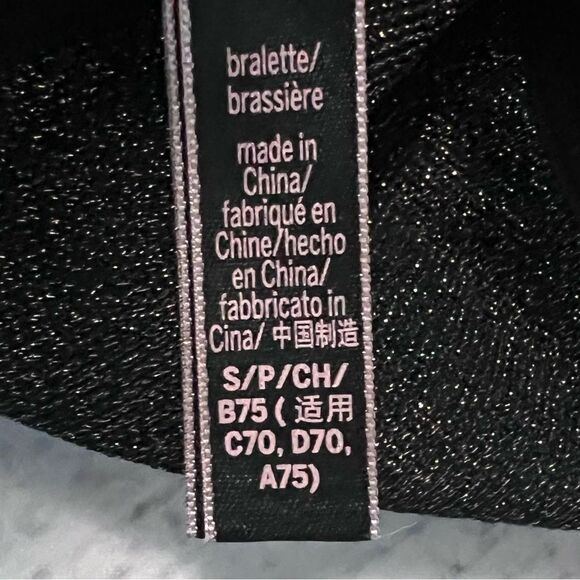 bralette/
brassière
made in
China/
fabriqué en
Chine/hecho
en China/
fabbricato in
Cina/ 中国制造
S/P/CH/
B75 ( 适用
C70, D70,
A75)